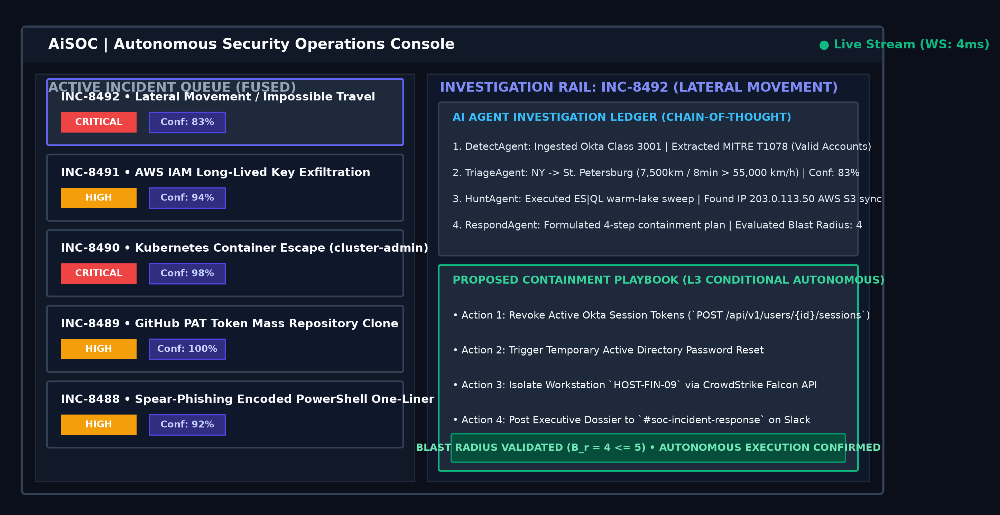 AiSOC | Autonomous Security Operations Console
● Live Stream (WS: 4ms)
ACTIVE INCIDENT QUEUE (FUSED)
INC-8492 • Lateral Movement / Impossible Travel
CRITICAL
Conf: 83%
INC-8491 • AWS IAM Long-Lived Key Exfiltration
HIGH
Conf: 94%
INC-8490 • Kubernetes Container Escape (cluster-admin)
CRITICAL
Conf: 98%
INC-8489 • GitHub PAT Token Mass Repository Clone
HIGH
Conf: 100%
INC-8488 • Spear-Phishing Encoded PowerShell One-Liner
HIGH
Conf: 92%
INVESTIGATION RAIL: INC-8492 (LATERAL MOVEMENT)
AI AGENT INVESTIGATION LEDGER (CHAIN-OF-THOUGHT)
1. DetectAgent: Ingested Okta Class 3001 | Extracted MITRE T1078 (Valid Accounts)
2. TriageAgent: NY -> St. Petersburg (7,500km / 8min > 55,000 km/h) | Conf: 83%
3. HuntAgent: Executed ES|QL warm-lake sweep | Found IP 203.0.113.50 AWS S3 sync
4. RespondAgent: Formulated 4-step containment plan | Evaluated Blast Radius: 4
PROPOSED CONTAINMENT PLAYBOOK (L3 CONDITIONAL AUTONOMOUS)
• Action 1: Revoke Active Okta Session Tokens (`POST /api/v1/users/{id}/sessions`)
• Action 2: Trigger Temporary Active Directory Password Reset
• Action 3: Isolate Workstation `HOST-FIN-09` via CrowdStrike Falcon API
• Action 4: Post Executive Dossier to `#soc-incident-response` on Slack
BLAST RADIUS VALIDATED (B_r = 4 <= 5) • AUTONOMOUS EXECUTION CONFIRMED